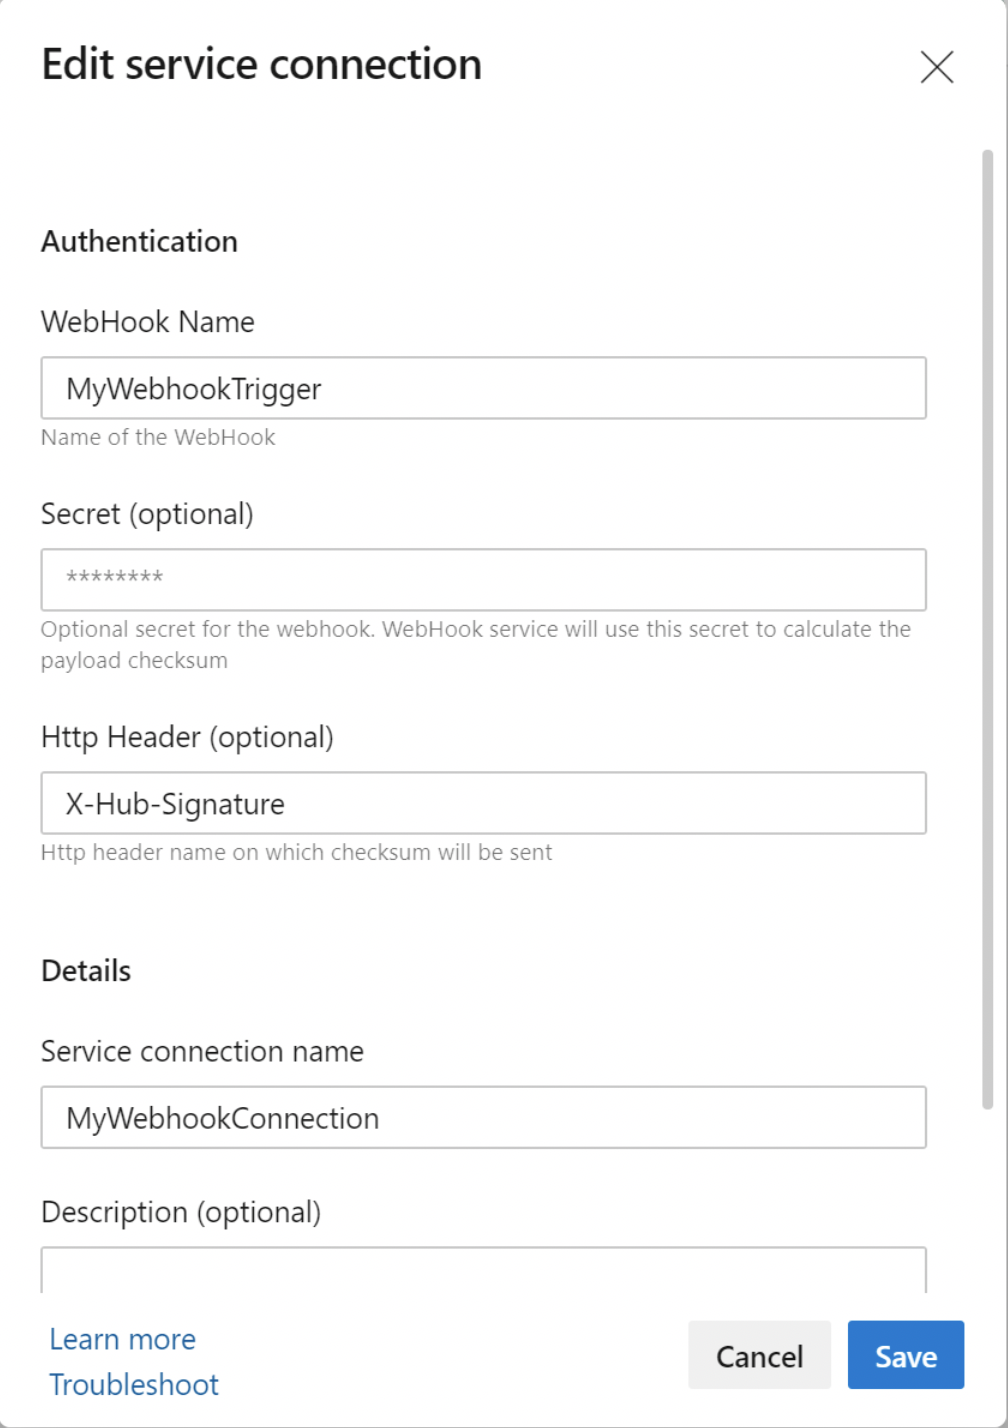 Edit service connection
Authentication
WebHook Name
MyWebhookTrigger
Name of the WebHook
Secret (optional)
********
Optional secret for the webhook. WebHook service will use this secret to calculate the
payload checksum
Http Header (optional)
X-Hub-Signature
Http header name on which checksum will be sent
Details
Service connection name
MyWebhookConnection
Description (optional)
Learn more
Troubleshoot
Cancel
Save